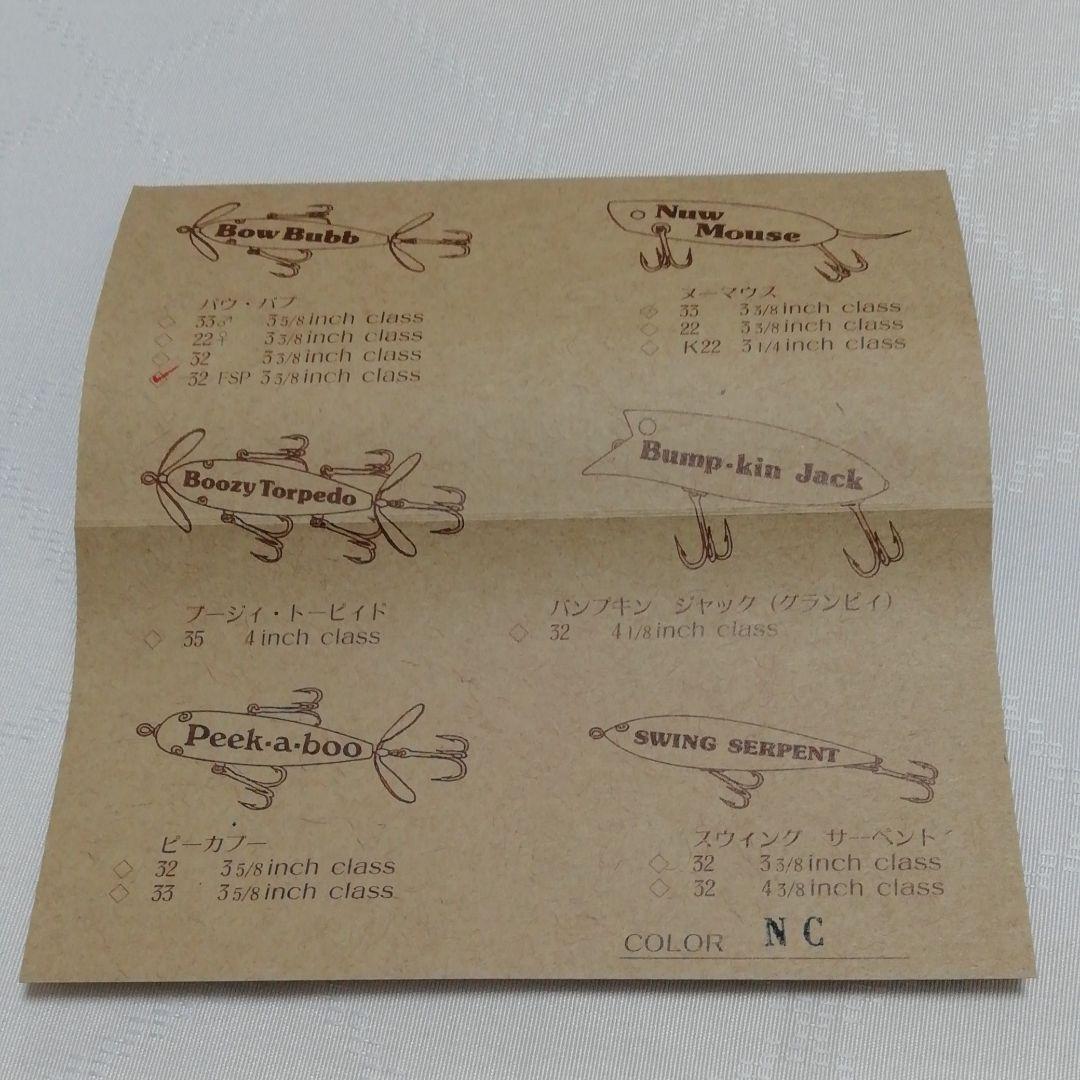 Bow Bubb
バウ・バブ
◇ 33♂ 3 5/8 inch class
◇ 22♀ 3 3/8 inch class
◇ 32 3 3/8 inch class
◇ 32 FSP 3 5/8 inch class
Nuw
Mouse
ヌーマウス
◇ 33 3 3/8 inch class
◇ 22 3 3/8 inch class
◇ K22 3 1/4 inch class
Boozy Torpedo
ブージィ・トーピィド
◇ 35 4 inch class
Bump-kin Jack
バンプキン ジャック (グランピィ)
◇ 32 4 1/8 inch class
Peek-a-boo
ピーカブー
◇ 32 3 5/8 inch class
◇ 33 3 5/8 inch class
SWING SERPENT
スウィング サーペント
◇ 32 3 3/8 inch class
◇ 32 4 3/8 inch class
COLOR NC